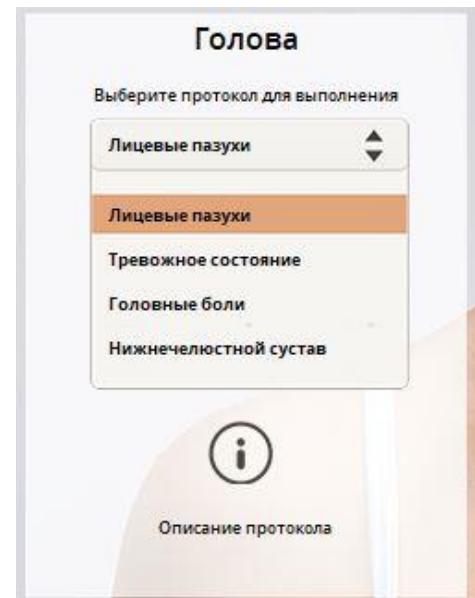 Голова
Выберите протокол для выполнения
Лицевые пазухи
Лицевые пазухи
Тревожное состояние
Головные боли
Нижнечелюстной сустав
Описание протокола